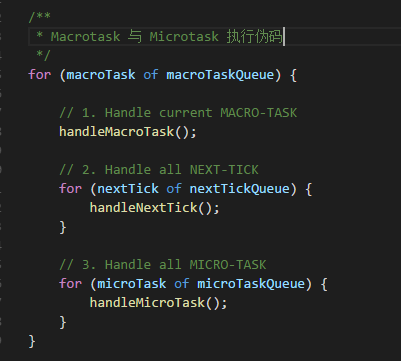 /**
 * Macrotask 与 Microtask 执行伪码
 */
for (macroTask of macroTaskQueue) {
    // 1. Handle current MACRO-TASK
    handleMacroTask();
    // 2. Handle all NEXT-TICK
    for (nextTick of nextTickQueue) {
        handleNextTick();
    }
    // 3. Handle all MICRO-TASK
    for (microTask of microTaskQueue) {
        handleMicroTask();
    }
}